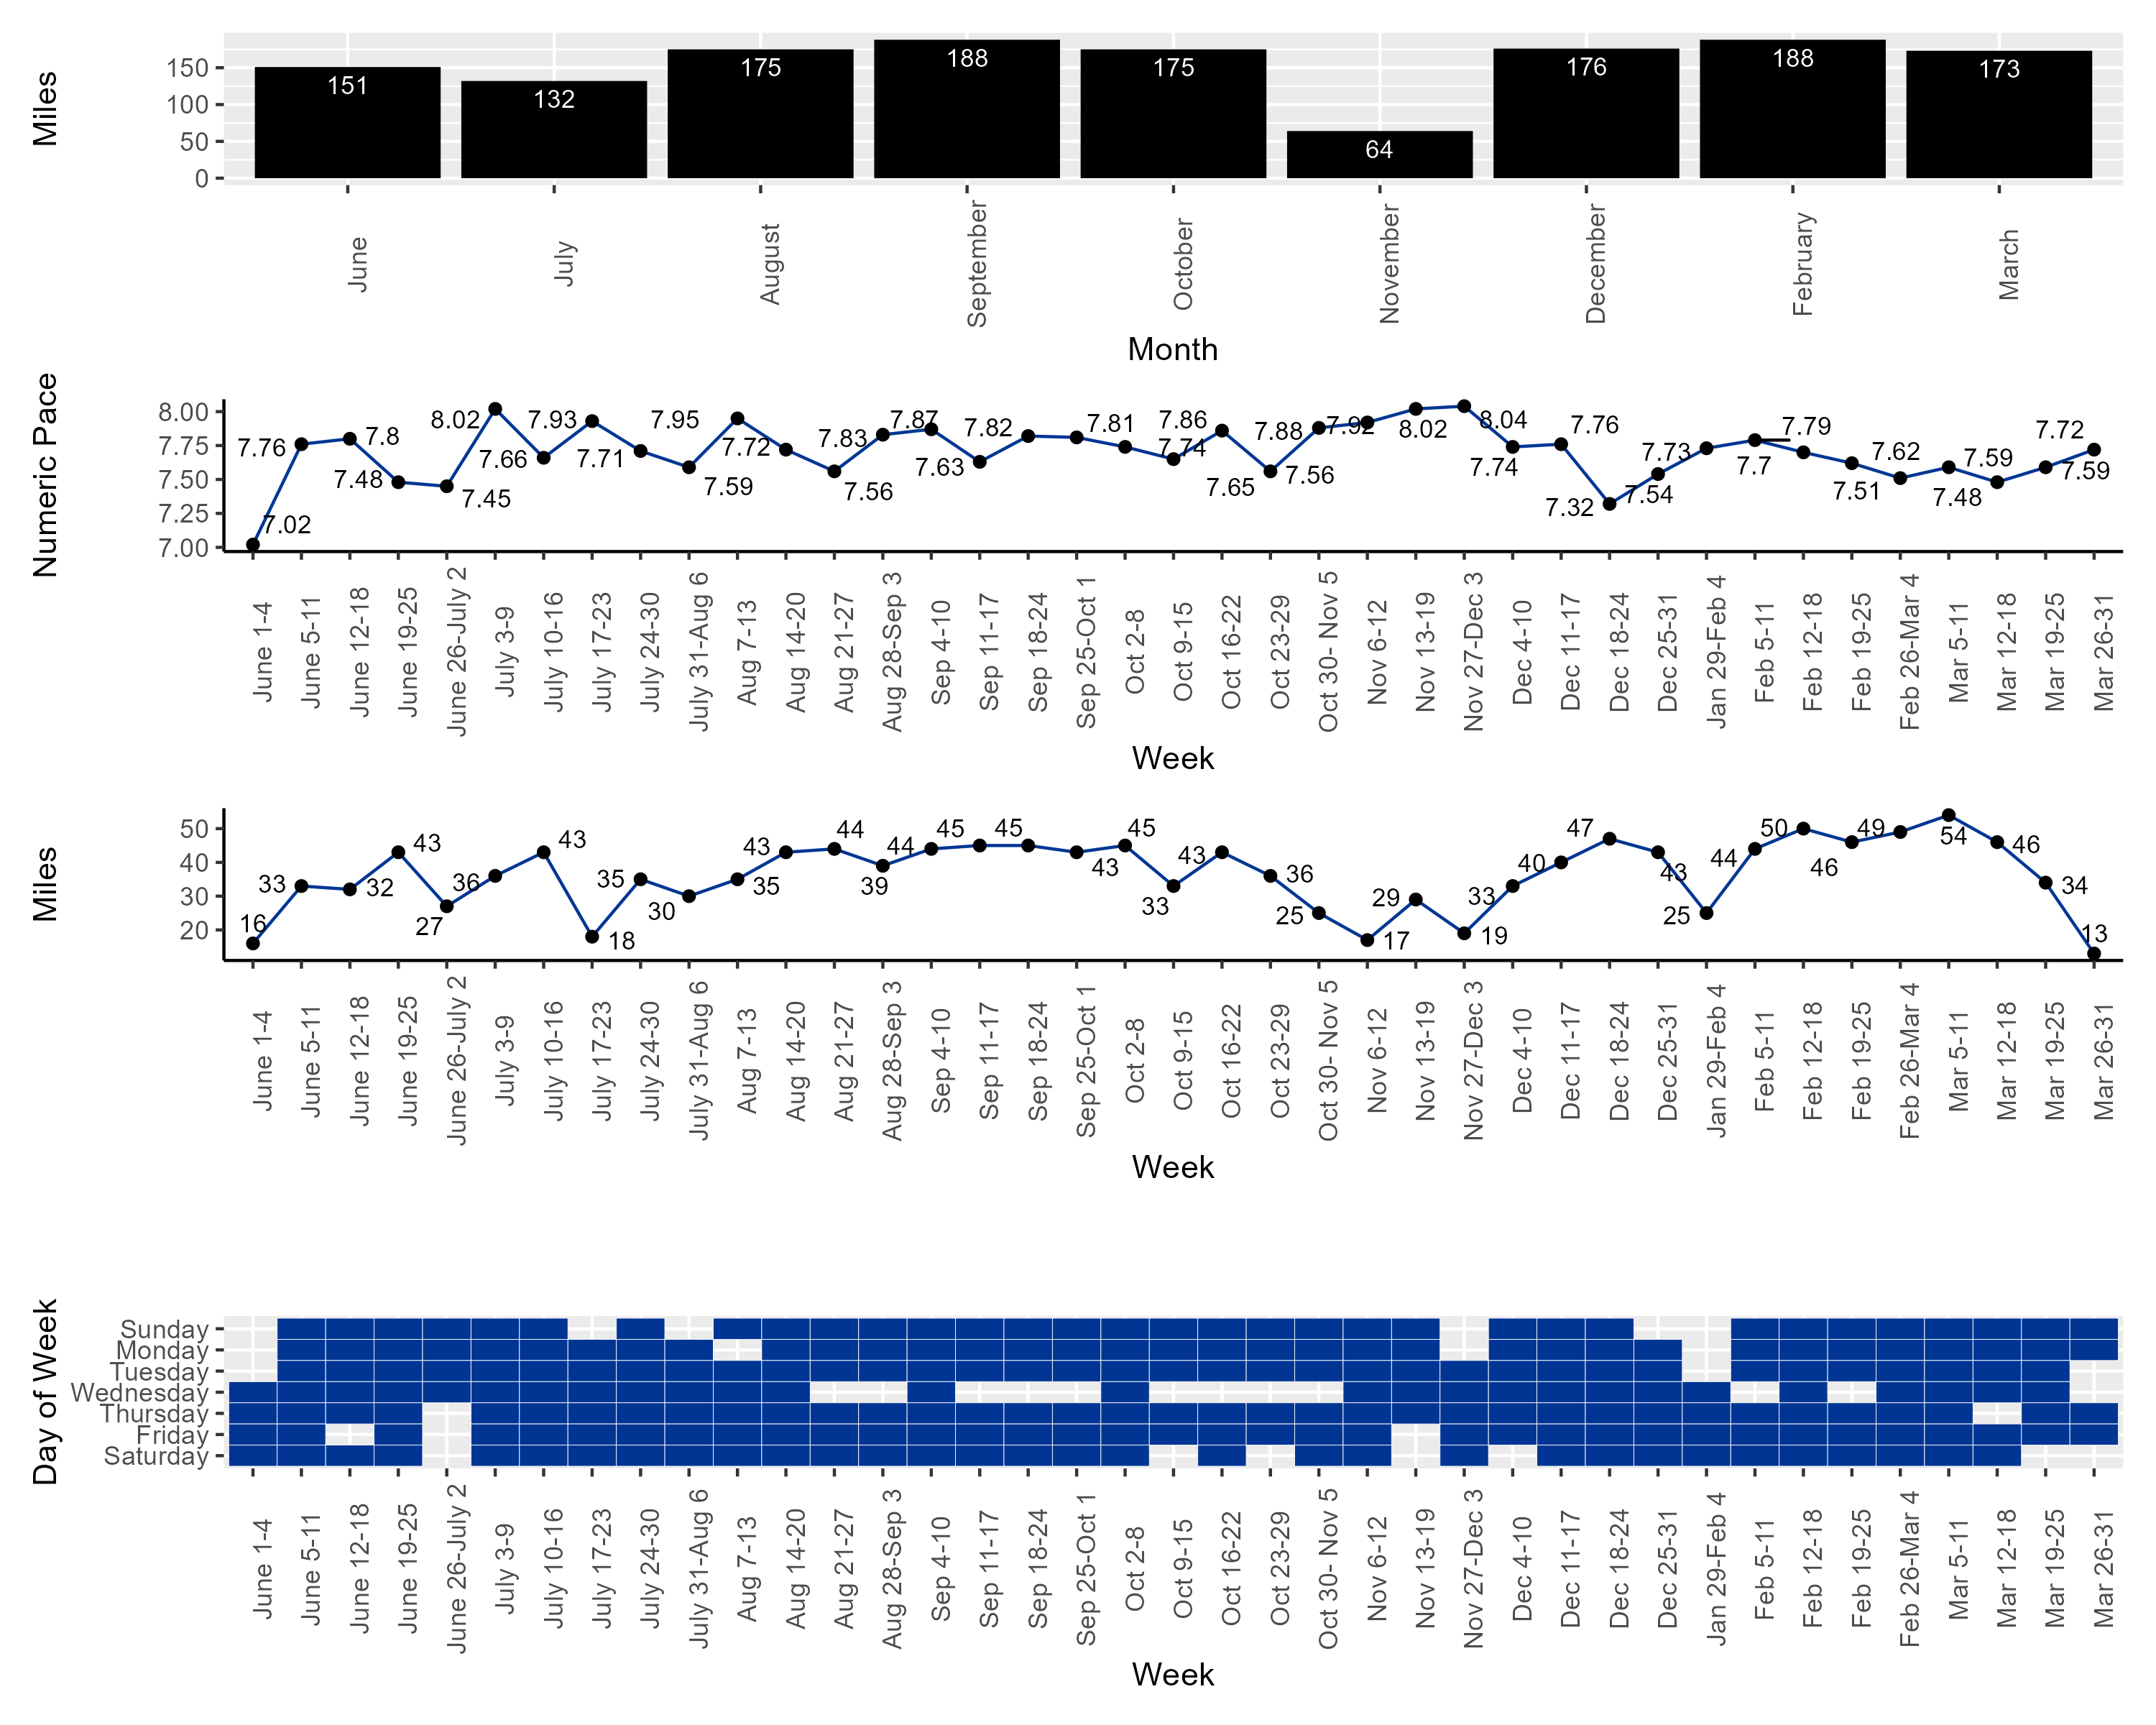 Miles
150
100
50
0
151 132 175 188 175 64 176 188 173
June July August September October November December February March
Month
Numeric Pace
8.00
7.75
7.50
7.25
7.00
7.02 7.76 7.8 7.48 7.45 8.02 7.66 7.93 7.71 7.59 7.95 7.72 7.56 7.83 7.87 7.63 7.82 7.81 7.74 7.65 7.86 7.56 7.88 7.92 8.02 8.04 7.74 7.76 7.32 7.54 7.73 7.79 7.7 7.62 7.51 7.59 7.48 7.59 7.72
June 1-4 June 5-11 June 12-18 June 19-25 June 26-July 2 July 3-9 July 10-16 July 17-23 July 24-30 July 31-Aug 6 Aug 7-13 Aug 14-20 Aug 21-27 Aug 28-Sep 3 Sep 4-10 Sep 11-17 Sep 18-24 Sep 25-Oct 1 Oct 2-8 Oct 9-15 Oct 16-22 Oct 23-29 Oct 30- Nov 5 Nov 6-12 Nov 13-19 Nov 27-Dec 3 Dec 4-10 Dec 11-17 Dec 18-24 Dec 25-31 Jan 29-Feb 4 Feb 5-11 Feb 12-18 Feb 19-25 Feb 26-Mar 4 Mar 5-11 Mar 12-18 Mar 19-25 Mar 26-31
Week
Miles
50
40
30
20
16 33 32 43 27 36 43 18 35 30 35 43 44 39 44 45 45 43 45 33 43 36 25 17 29 19 33 40 47 43 25 44 50 46 49 54 46 34 13
June 1-4 June 5-11 June 12-18 June 19-25 June 26-July 2 July 3-9 July 10-16 July 17-23 July 24-30 July 31-Aug 6 Aug 7-13 Aug 14-20 Aug 21-27 Aug 28-Sep 3 Sep 4-10 Sep 11-17 Sep 18-24 Sep 25-Oct 1 Oct 2-8 Oct 9-15 Oct 16-22 Oct 23-29 Oct 30- Nov 5 Nov 6-12 Nov 13-19 Nov 27-Dec 3 Dec 4-10 Dec 11-17 Dec 18-24 Dec 25-31 Jan 29-Feb 4 Feb 5-11 Feb 12-18 Feb 19-25 Feb 26-Mar 4 Mar 5-11 Mar 12-18 Mar 19-25 Mar 26-31
Week
Day of Week
Sunday
Monday
Tuesday
Wednesday
Thursday
Friday
Saturday
June 1-4 June 5-11 June 12-18 June 19-25 June 26-July 2 July 3-9 July 10-16 July 17-23 July 24-30 July 31-Aug 6 Aug 7-13 Aug 14-20 Aug 21-27 Aug 28-Sep 3 Sep 4-10 Sep 11-17 Sep 18-24 Sep 25-Oct 1 Oct 2-8 Oct 9-15 Oct 16-22 Oct 23-29 Oct 30- Nov 5 Nov 6-12 Nov 13-19 Nov 27-Dec 3 Dec 4-10 Dec 11-17 Dec 18-24 Dec 25-31 Jan 29-Feb 4 Feb 5-11 Feb 12-18 Feb 19-25 Feb 26-Mar 4 Mar 5-11 Mar 12-18 Mar 19-25 Mar 26-31
Week